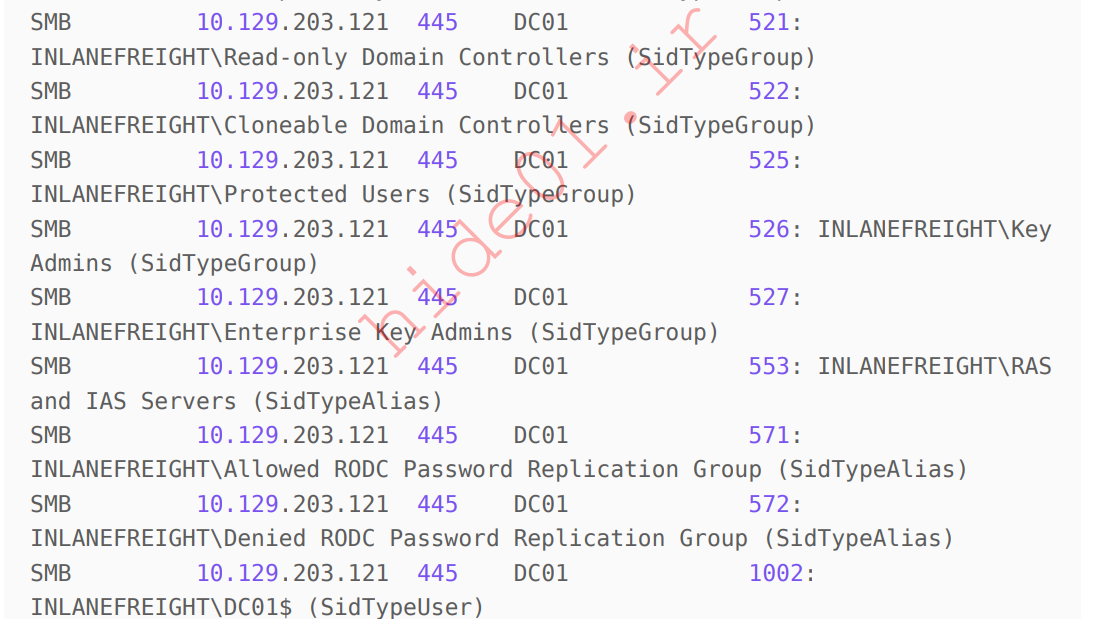 SMB 10.129.203.121 445 DC01 521:
INLANEFREIGHT\Read-only Domain Controllers (SidTypeGroup)
SMB 10.129.203.121 445 DC01 522:
INLANEFREIGHT\Cloneable Domain Controllers (SidTypeGroup)
SMB 10.129.203.121 445 DC01 525:
INLANEFREIGHT\Protected Users (SidTypeGroup)
SMB 10.129.203.121 445 DC01 526: INLANEFREIGHT\Key
Admins (SidTypeGroup)
SMB 10.129.203.121 445 DC01 527:
INLANEFREIGHT\Enterprise Key Admins (SidTypeGroup)
SMB 10.129.203.121 445 DC01 553: INLANEFREIGHT\RAS
and IAS Servers (SidTypeAlias)
SMB 10.129.203.121 445 DC01 571:
INLANEFREIGHT\Allowed RODC Password Replication Group (SidTypeAlias)
SMB 10.129.203.121 445 DC01 572:
INLANEFREIGHT\Denied RODC Password Replication Group (SidTypeAlias)
SMB 10.129.203.121 445 DC01 1002:
INLANEFREIGHT\DC01$ (SidTypeUser)
hide01.ir